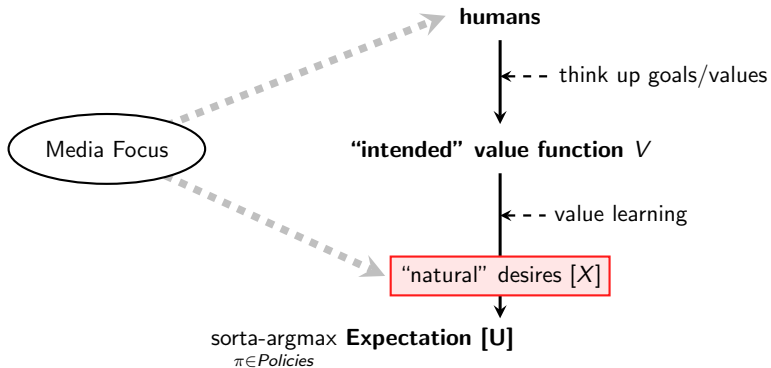 humans
think up goals/values
Media Focus
“intended” value function V
value learning
“natural” desires [X]
sorta-argmax Expectation [U]
π∈Policies